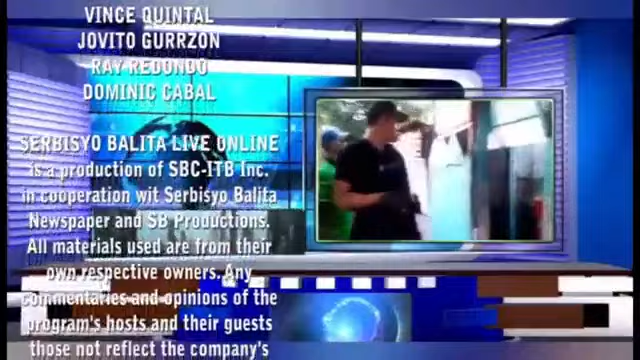 VINCE QUINTAL
JOVITO GURRZON
RAY REDONDO
DOMINIC CABAL
SERBISYO BALITA LIVE ONLINE
is a production of SBC-ITB Inc.
in cooperation wit Serbisyo Balita
Newspaper and SB Productions.
All materials used are from their
own respective owners. Any
commentaries and opinions of the
program's hosts and their guests
those not reflect the company's